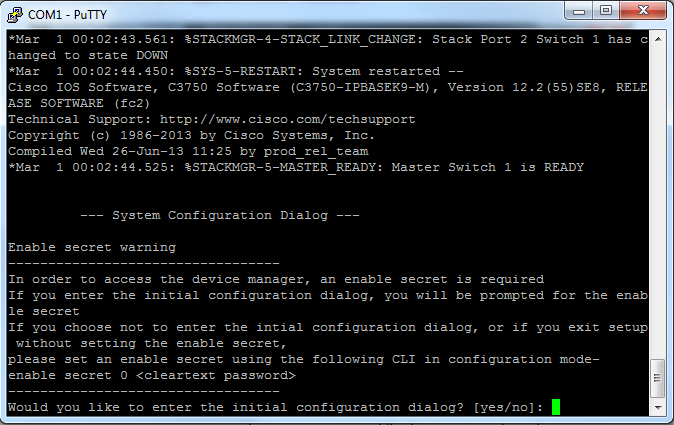 COM1 - PuTTY
*Mar  1 00:02:43.561: %STACKMGR-4-STACK_LINK_CHANGE: Stack Port 2 Switch 1 has c
hanged to state DOWN
*Mar  1 00:02:44.450: %SYS-5-RESTART: System restarted --
Cisco IOS Software, C3750 Software (C3750-IPBASEK9-M), Version 12.2(55)SE8, RELE
ASE SOFTWARE (fc2)
Technical Support: http://www.cisco.com/techsupport
Copyright (c) 1986-2013 by Cisco Systems, Inc.
Compiled Wed 26-Jun-13 11:25 by prod_rel_team
*Mar  1 00:02:44.525: %STACKMGR-5-MASTER_READY: Master Switch 1 is READY
--- System Configuration Dialog ---
Enable secret warning
----------------------------------
In order to access the device manager, an enable secret is required
If you enter the initial configuration dialog, you will be prompted for the enab
le secret
If you choose not to enter the intial configuration dialog, or if you exit setup
 without setting the enable secret,
please set an enable secret using the following CLI in configuration mode-
enable secret 0 <cleartext password>
----------------------------------
Would you like to enter the initial configuration dialog? [yes/no]: